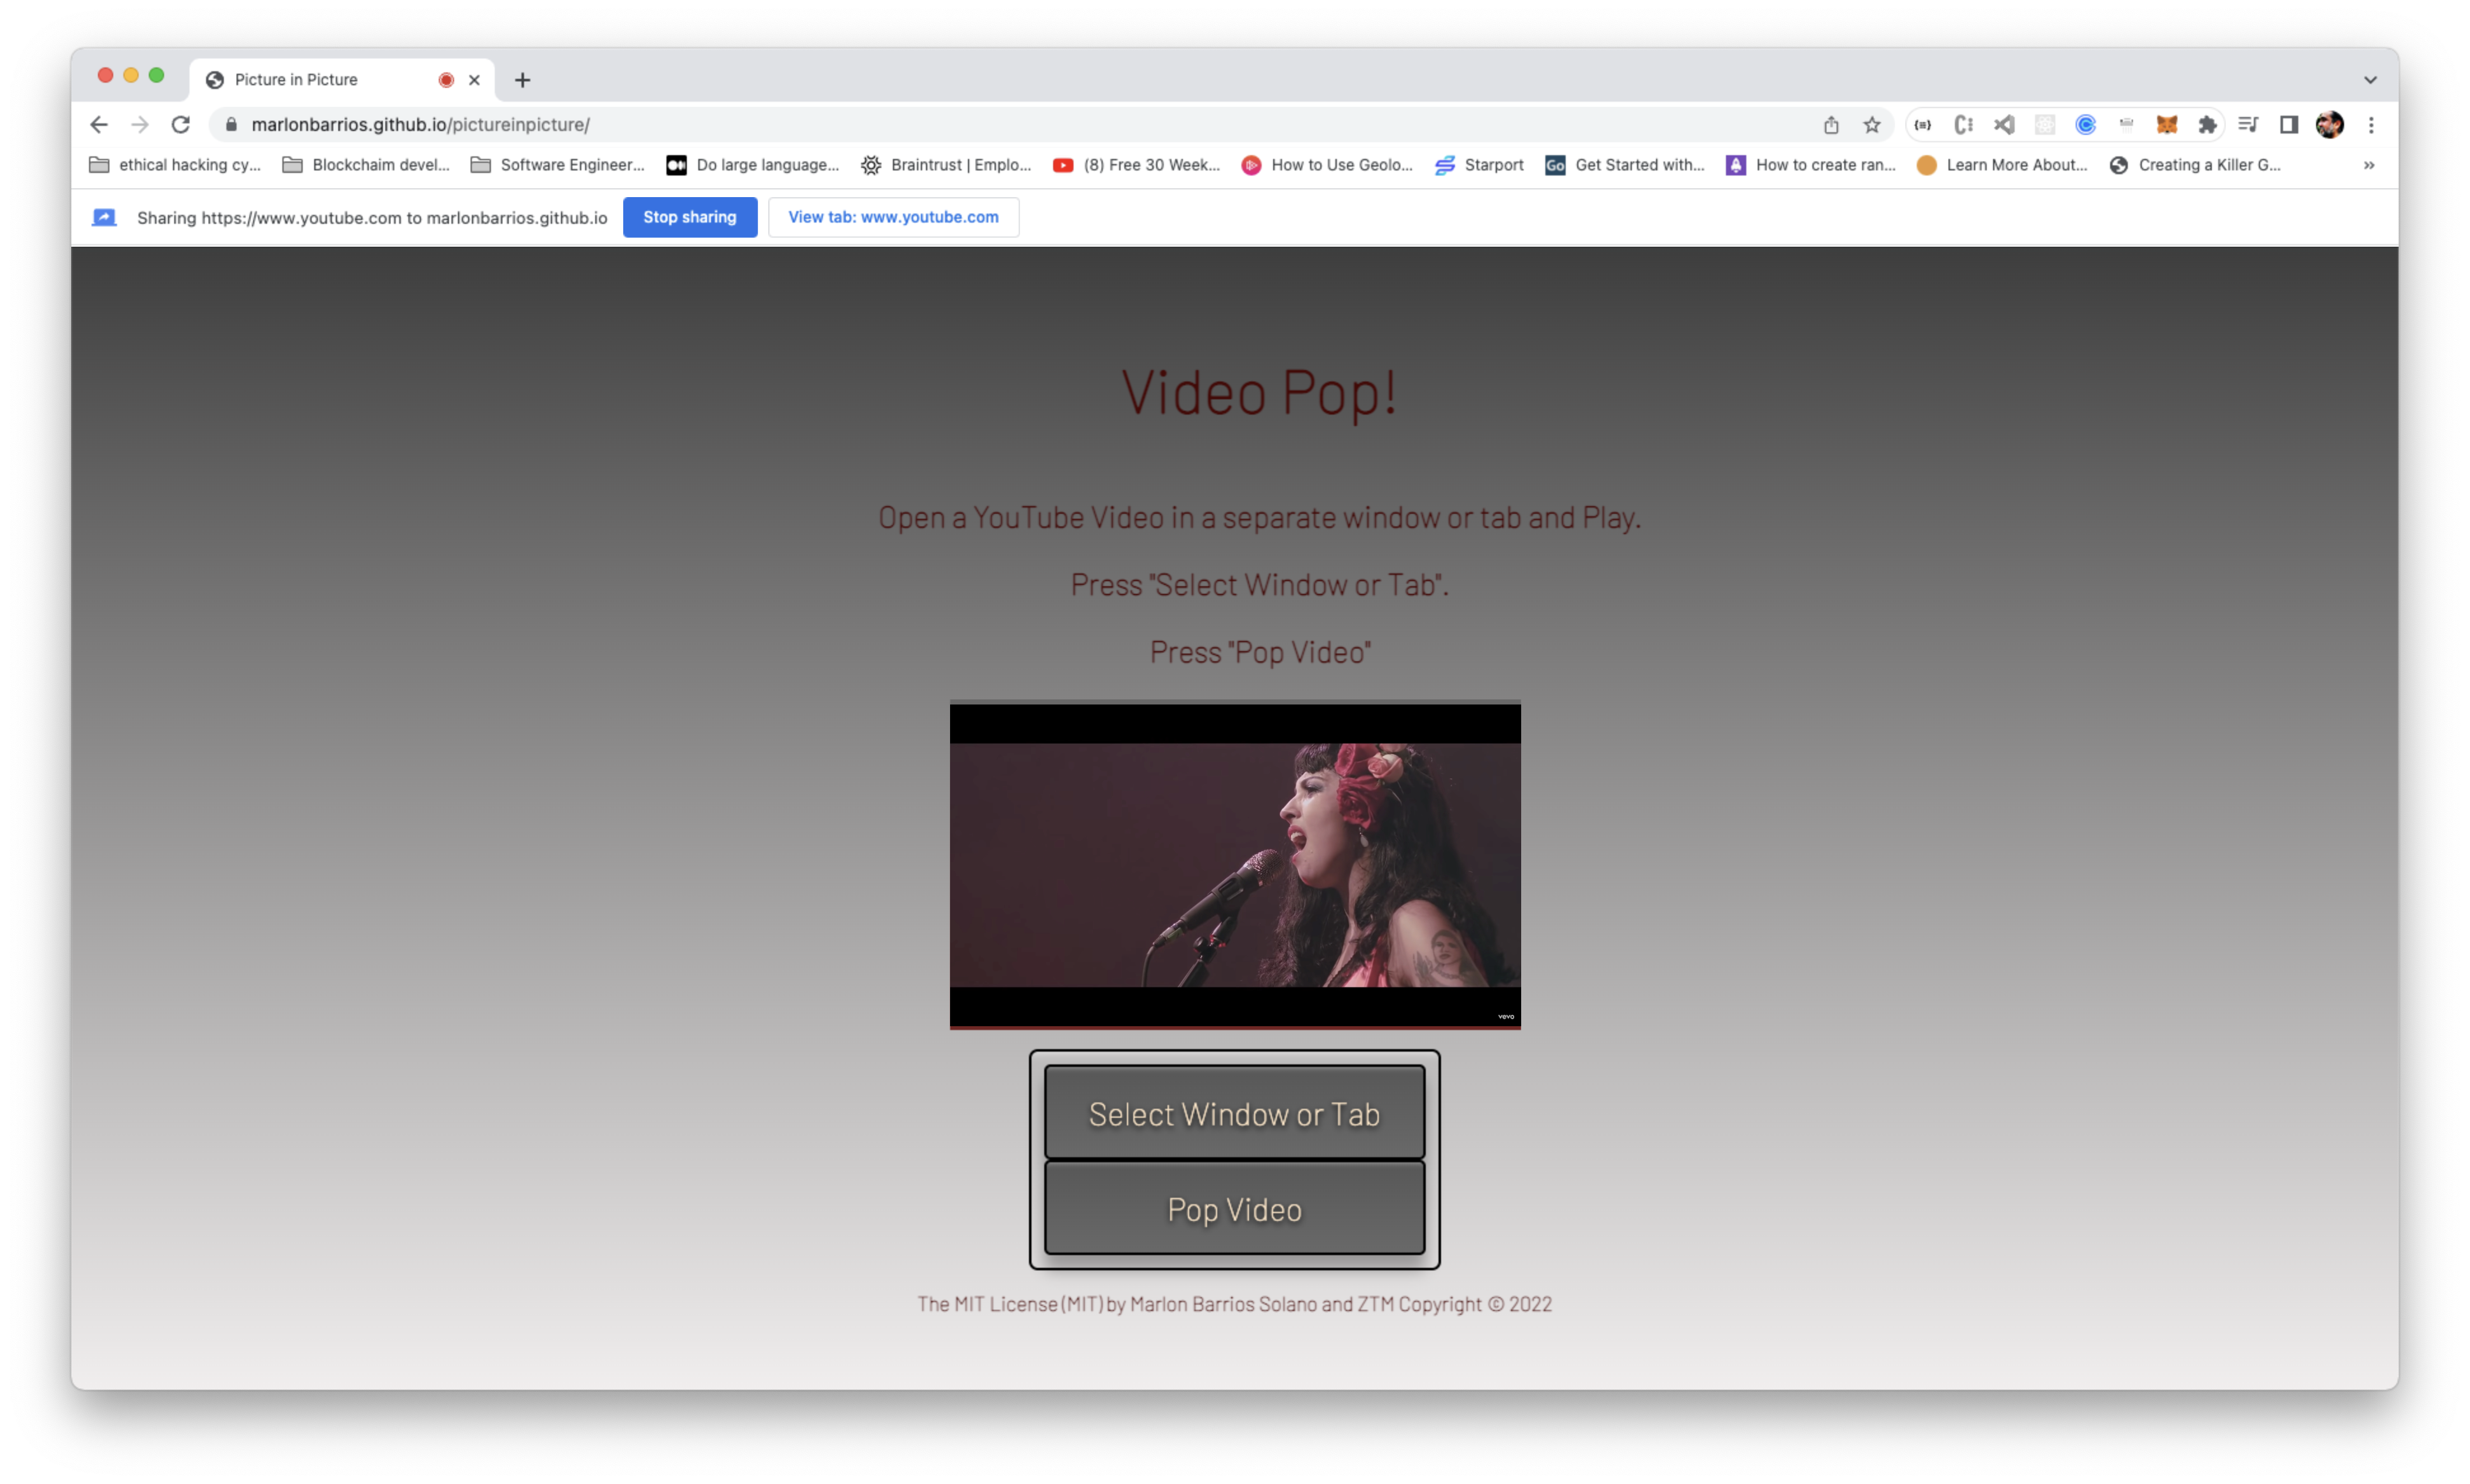 Picture in Picture
marlonbarrios.github.io/pictureinpicture/
ethical hacking cy... Blockchaim devel... Software Engineer... Do large language... Braintrust | Emplo... (8) Free 30 Week... How to Use Geolo... Starport Go Get Started with... How to create ran... Learn More About... Creating a Killer G... »
Sharing https://www.youtube.com to marlonbarrios.github.io Stop sharing View tab: www.youtube.com
Video Pop!
Open a YouTube Video in a separate window or tab and Play.
Press "Select Window or Tab".
Press "Pop Video"
vevo
Select Window or Tab
Pop Video
The MIT License (MIT) by Marlon Barrios Solano and ZTM Copyright © 2022